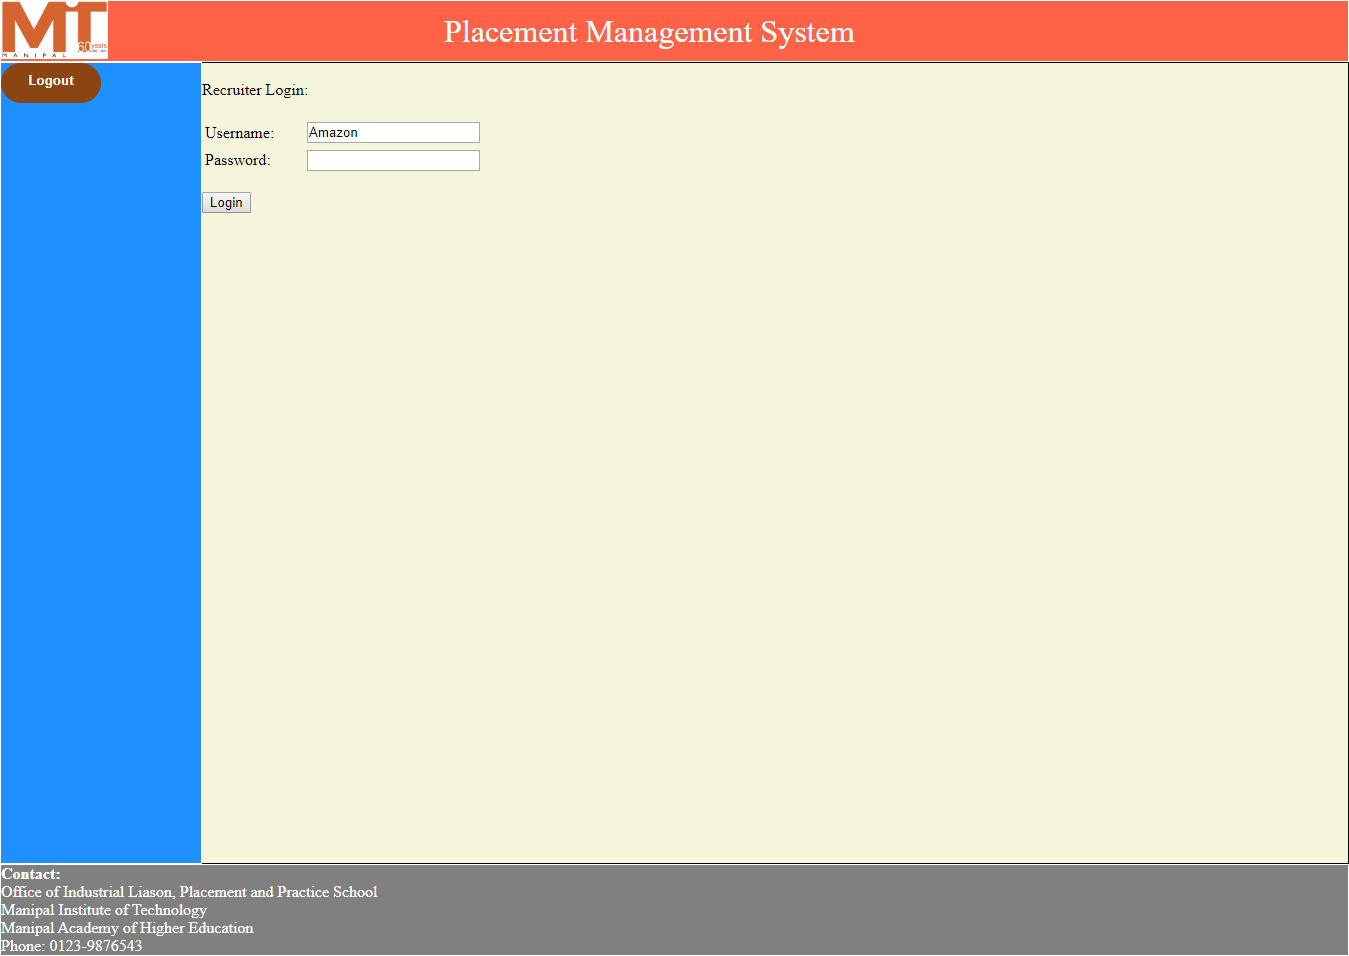 MIT
MANIPAL
60 years
Placement Management System
Logout
Recruiter Login:
Username: Amazon
Password:
Login
Contact:
Office of Industrial Liason, Placement and Practice School
Manipal Institute of Technology
Manipal Academy of Higher Education
Phone: 0123-9876543